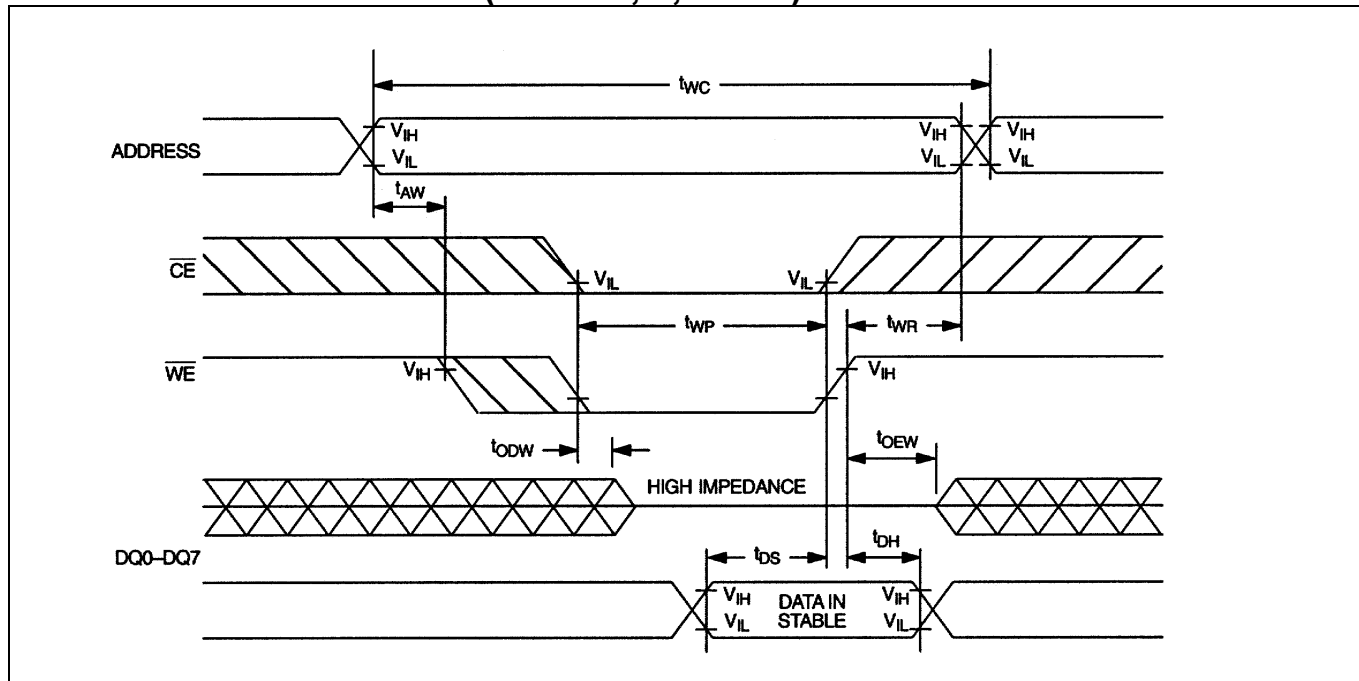 tWC
VIH
VIH
VIH
ADDRESS
VIL
VIL
VIL
tAW
CE
VIL
VIL
tWP
tWR
WE
VIH
VIH
tODW
tOEW
HIGH IMPEDANCE
DQ0–DQ7
tDS
tDH
VIH
DATA IN
VIH
VIL
STABLE
VIL